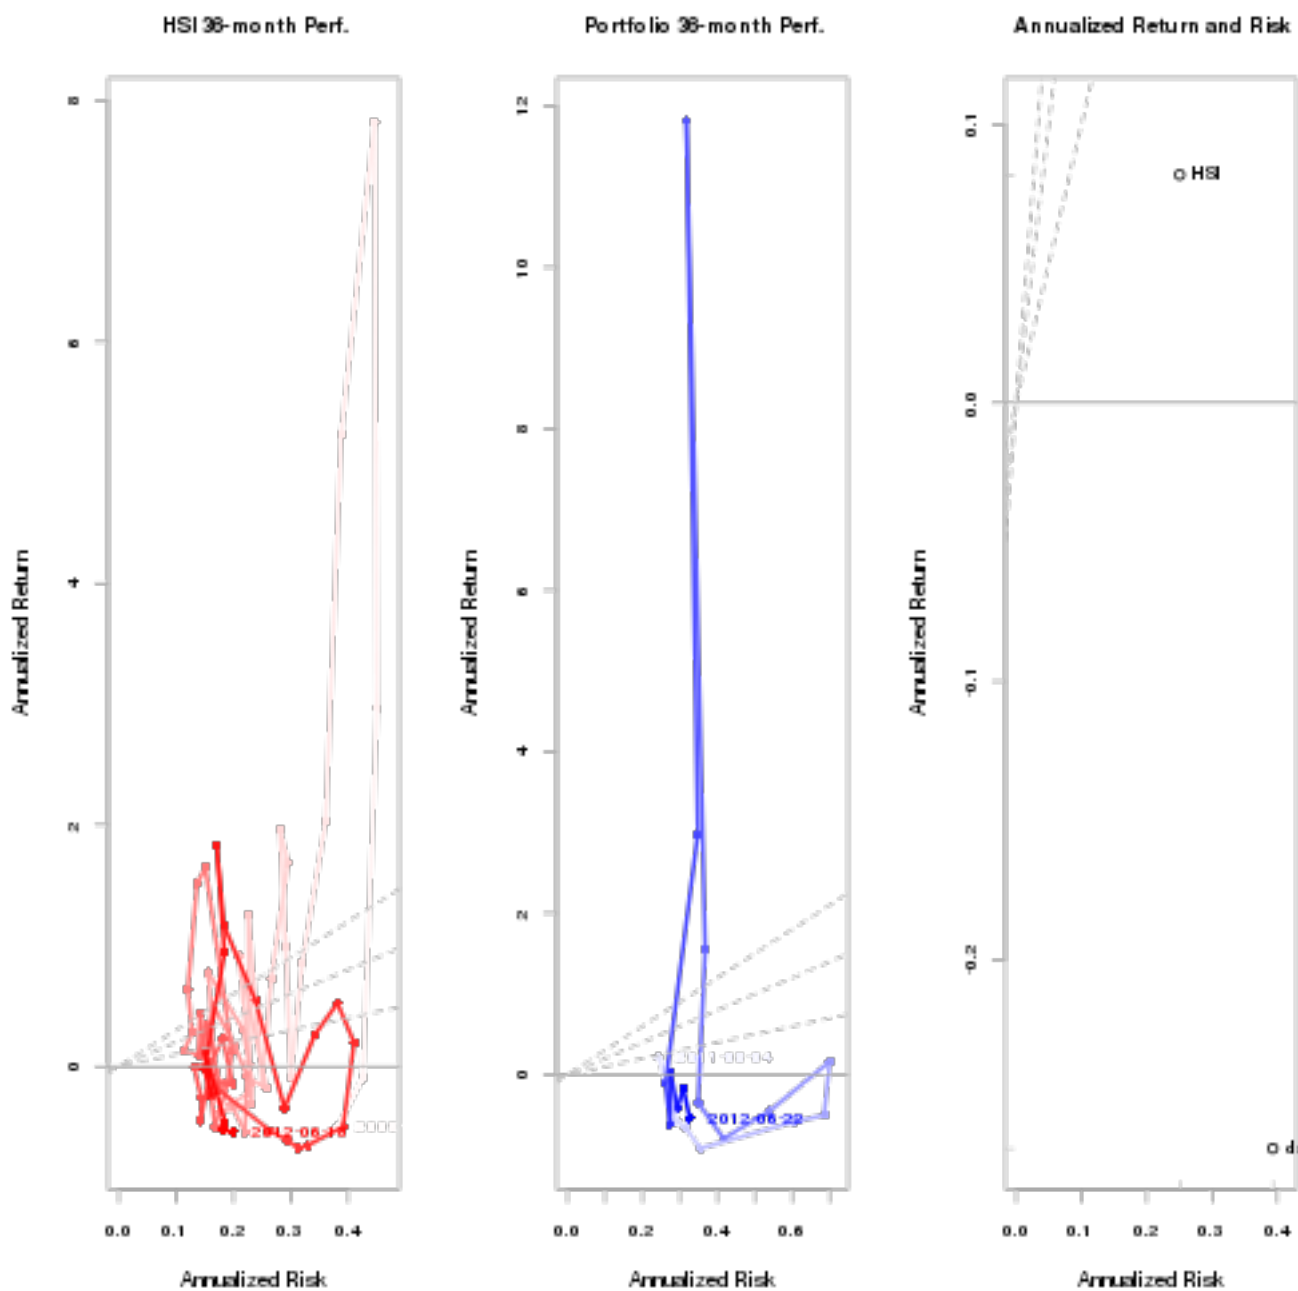 HSI 36-month Perf.
Portfolio 36-month Perf.
Annualized Return and Risk
Annualized Return
8
6
4
2
0
2012-06-
0.0 0.1 0.2 0.3 0.4
Annualized Risk
Annualized Return
12
10
8
6
4
2
0
2012-06-22
0.0 0.2 0.4 0.6
Annualized Risk
Annualized Return
0.1
0.0
-0.1
-0.2
HSI
0.0 0.1 0.2 0.3 0.4
Annualized Risk